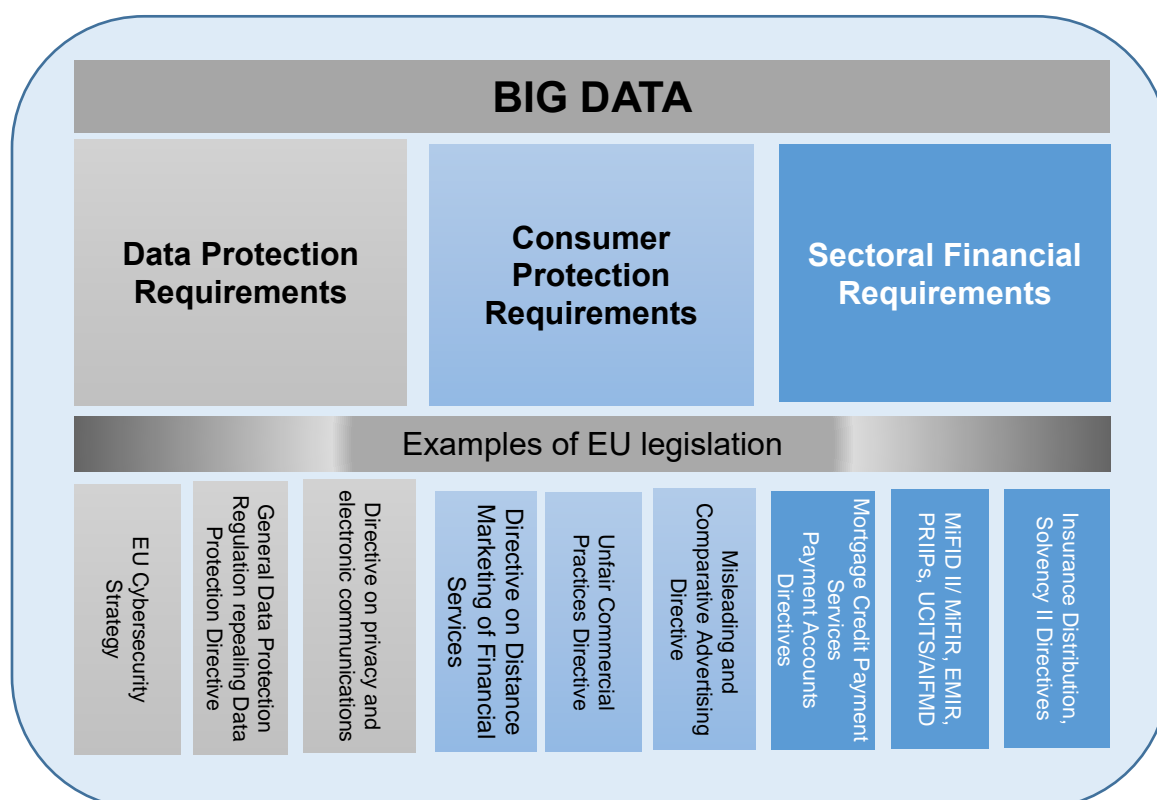 BIG DATA
Data Protection
Requirements
Consumer
Protection
Requirements
Sectoral Financial
Requirements
Examples of EU legislation
EU Cybersecurity
Strategy
General Data Protection
Regulation repealing Data
Protection Directive
Directive on privacy and
electronic communications
Directive on Distance
Marketing of Financial
Services
Unfair Commercial
Practices Directive
Misleading and
Comparative Advertising
Directive
Mortgage Credit Payment
Services
Payment Accounts
Directives
MiFID II/ MiFIR, EMIR,
PRIIPs, UCITS/AIFMD
Insurance Distribution,
Solvency II Directives